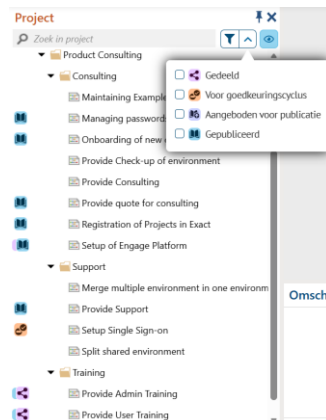 Project
Zoek in project
Product Consulting
Consulting
Gedeeld
Maintaining Example
Voor goedkeuringscyclus
Managing password
Aangeboden voor publicatie
Onboarding of new
Gepubliceerd
Provide Check-up of environment
Provide Consulting
Provide quote for consulting
Registration of Projects in Exact
Setup of Engage Platform
Support
Merge multiple environment in one environm
Omsch
Provide Support
Setup Single Sign-on
Split shared environment
Training
Provide Admin Training
Provide User Training